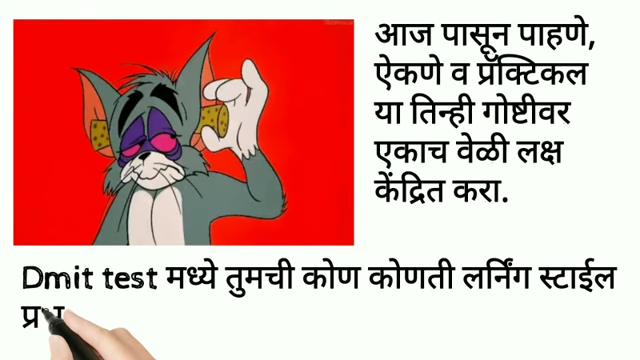 आज पासून पाहणे,
ऐकणे व प्रॅक्टिकल
या तिन्ही गोष्टीवर
एकाच वेळी लक्ष
केंद्रित करा.
Dmit test मध्ये तुमची कोण कोणती लर्निंग स्टाईल